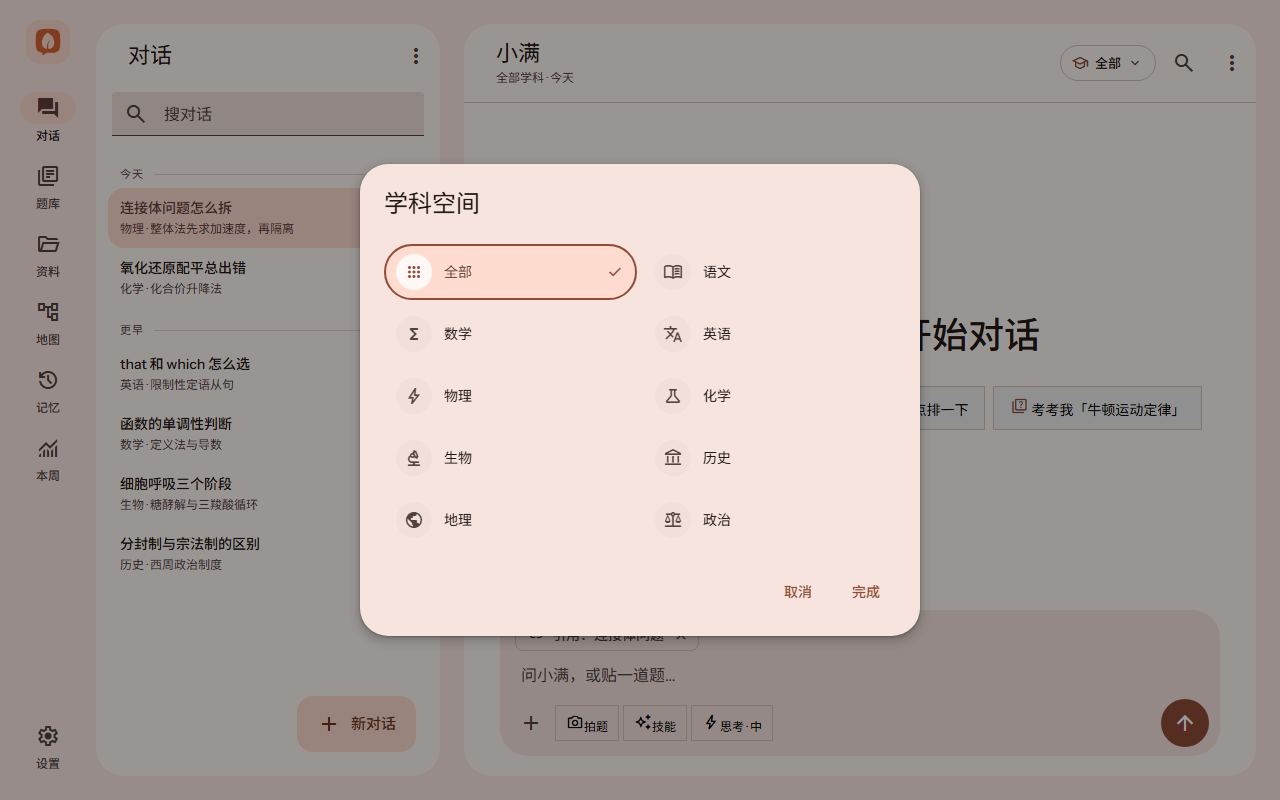 对话
题库
资料
地图
记忆
本周
设置
对话
搜对话
今天
连接体问题怎么拆
物理·整体法先求加速度，再隔离
氧化还原配平总出错
化学·化合价升降法
更早
that 和 which 怎么选
英语·限制性定语从句
函数的单调性判断
数学·定义法与导数
细胞呼吸三个阶段
生物·糖酵解与三羧酸循环
分封制与宗法制的区别
历史·西周政治制度
新对话
小满
全部学科·今天
全部
开始对话
点排一下
考考我「牛顿运动定律」
学科空间
全部
语文
数学
英语
物理
化学
生物
历史
地理
政治
取消
完成
引用：连接体问题
问小满，或贴一道题…
拍题
技能
思考·中